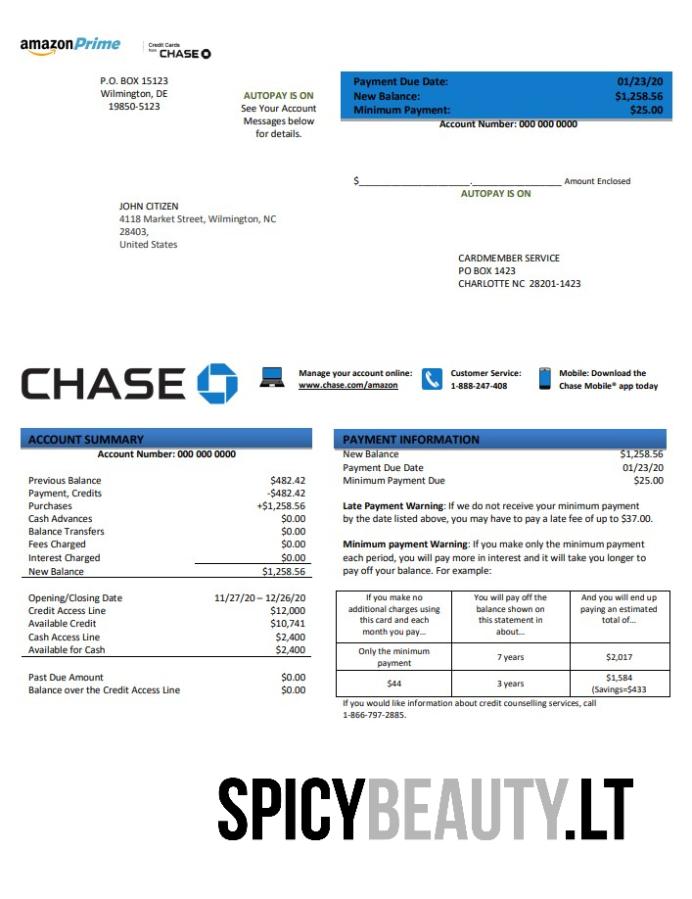 amazonPrime
Credit Cards
from CHASE
P.O. BOX 15123
Wilmington, DE
19850-5123
AUTOPAY IS ON
See Your Account
Messages below
for details.
Payment Due Date: 01/23/20
New Balance: $1,258.56
Minimum Payment: $25.00
Account Number: 000 000 0000
$______________________.__________________ Amount Enclosed
AUTOPAY IS ON
JOHN CITIZEN
4118 Market Street, Wilmington, NC
28403,
United States
CARDMEMBER SERVICE
PO BOX 1423
CHARLOTTE NC 28201-1423
CHASE
Manage your account online:
www.chase.com/amazon
Customer Service:
1-888-247-408
Mobile: Download the
Chase Mobile® app today
ACCOUNT SUMMARY
Account Number: 000 000 0000
Previous Balance $482.42
Payment, Credits -$482.42
Purchases +$1,258.56
Cash Advances $0.00
Balance Transfers $0.00
Fees Charged $0.00
Interest Charged $0.00
New Balance $1,258.56
Opening/Closing Date 11/27/20 – 12/26/20
Credit Access Line $12,000
Available Credit $10,741
Cash Access Line $2,400
Available for Cash $2,400
Past Due Amount $0.00
Balance over the Credit Access Line $0.00
PAYMENT INFORMATION
New Balance $1,258.56
Payment Due Date 01/23/20
Minimum Payment Due $25.00
Late Payment Warning: If we do not receive your minimum payment
by the date listed above, you may have to pay a late fee of up to $37.00.
Minimum payment Warning: If you make only the minimum payment
each period, you will pay more in interest and it will take you longer to
pay off your balance. For example:
If you make no
additional charges using
this card and each
month you pay...
You will pay off the
balance shown on
this statement in
about...
And you will end up
paying an estimated
total of...
Only the minimum
payment
7 years
$2,017
$44
3 years
$1,584
(Savings=$433
If you would like information about credit counselling services, call
1-866-797-2885.
SPICYBEAUTY.LT